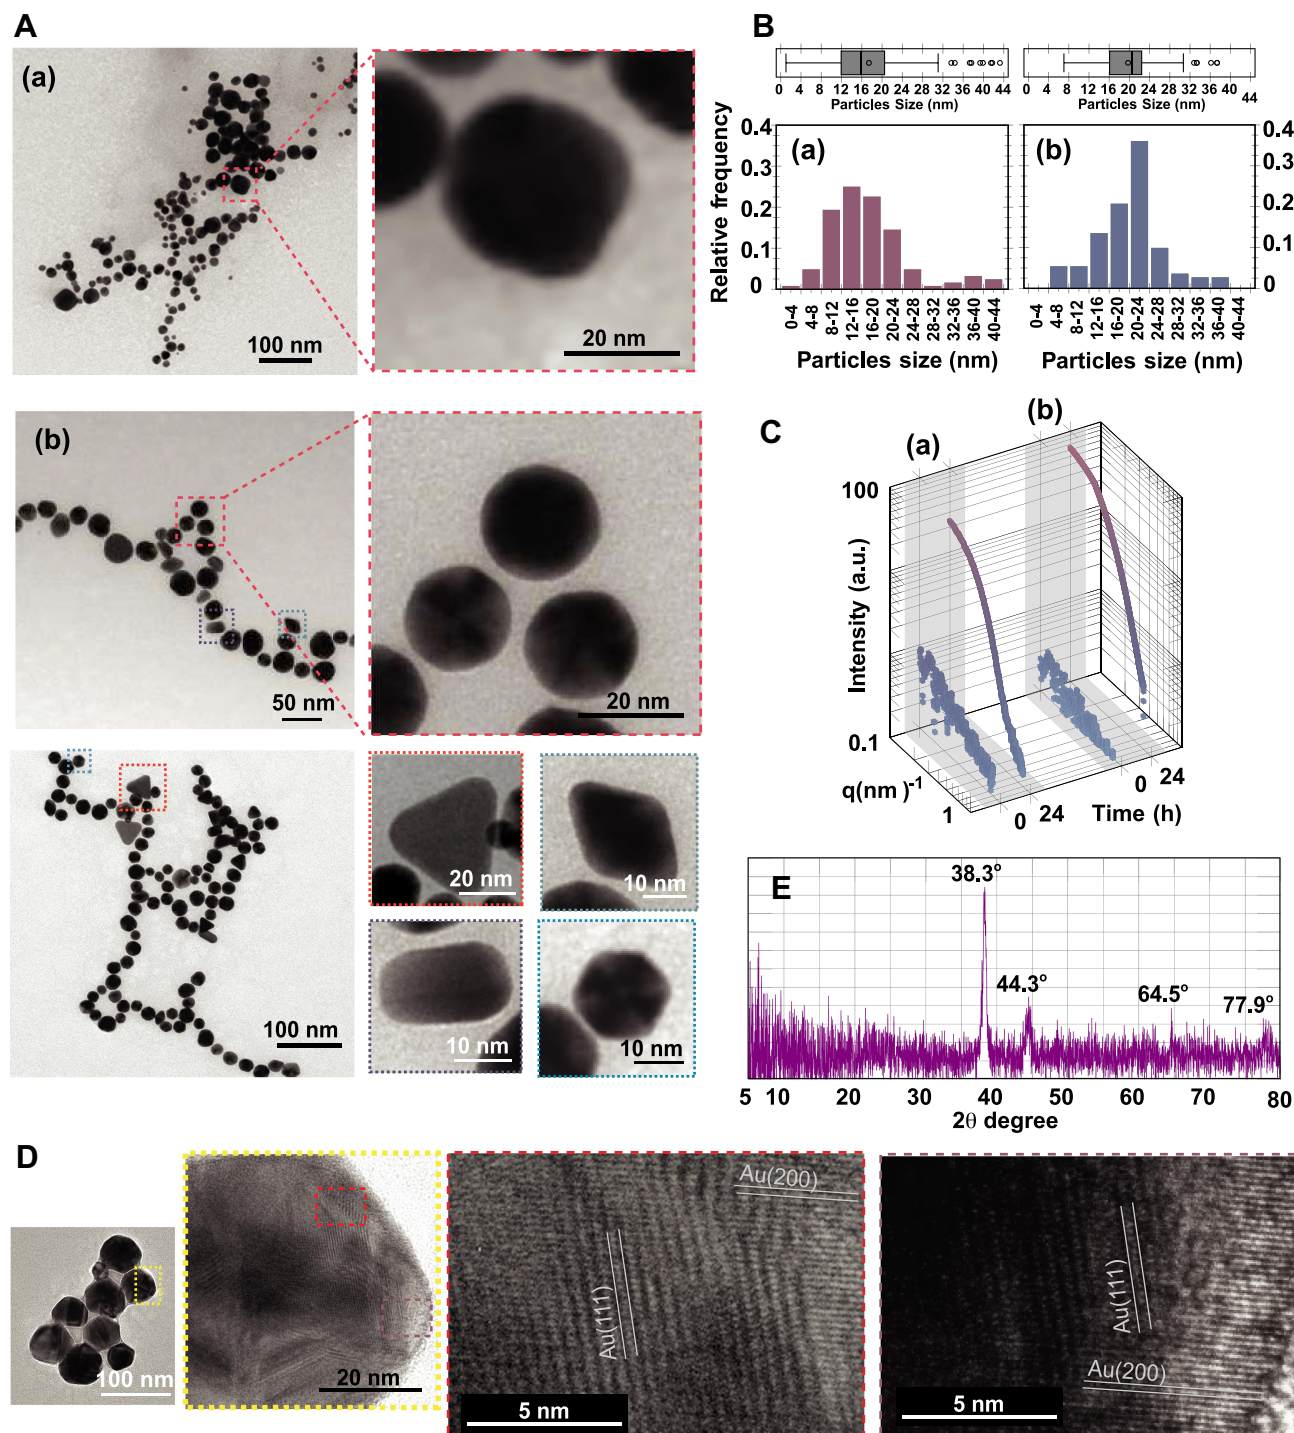 A
(a)
100 nm
20 nm
(b)
50 nm
20 nm
100 nm
20 nm
10 nm
10 nm
10 nm
B
0 4 8 12 16 20 24 28 32 36 40 44
Particles Size (nm)
0 4 8 12 16 20 24 28 32 36 40 44
Particles Size (nm)
Relative frequency
0.4
0.3
0.2
0.1
0
(a)
0-4
4-8
8-12
12-16
16-20
20-24
24-28
28-32
32-36
36-40
40-44
Particles size (nm)
(b)
0.4
0.3
0.2
0.1
0
0-4
4-8
8-12
12-16
16-20
20-24
24-28
28-32
32-36
36-40
40-44
Particles size (nm)
C
(a)
(b)
Intensity (a.u.)
100
0.1
q(nm )-1
1
0 24
0 24
Time (h)
E
38.3°
44.3°
64.5°
77.9°
5 10 20 30 40 50 60 70 80
2θ degree
D
100 nm
20 nm
Au(200)
Au(111)
5 nm
Au(111)
Au(200)
5 nm